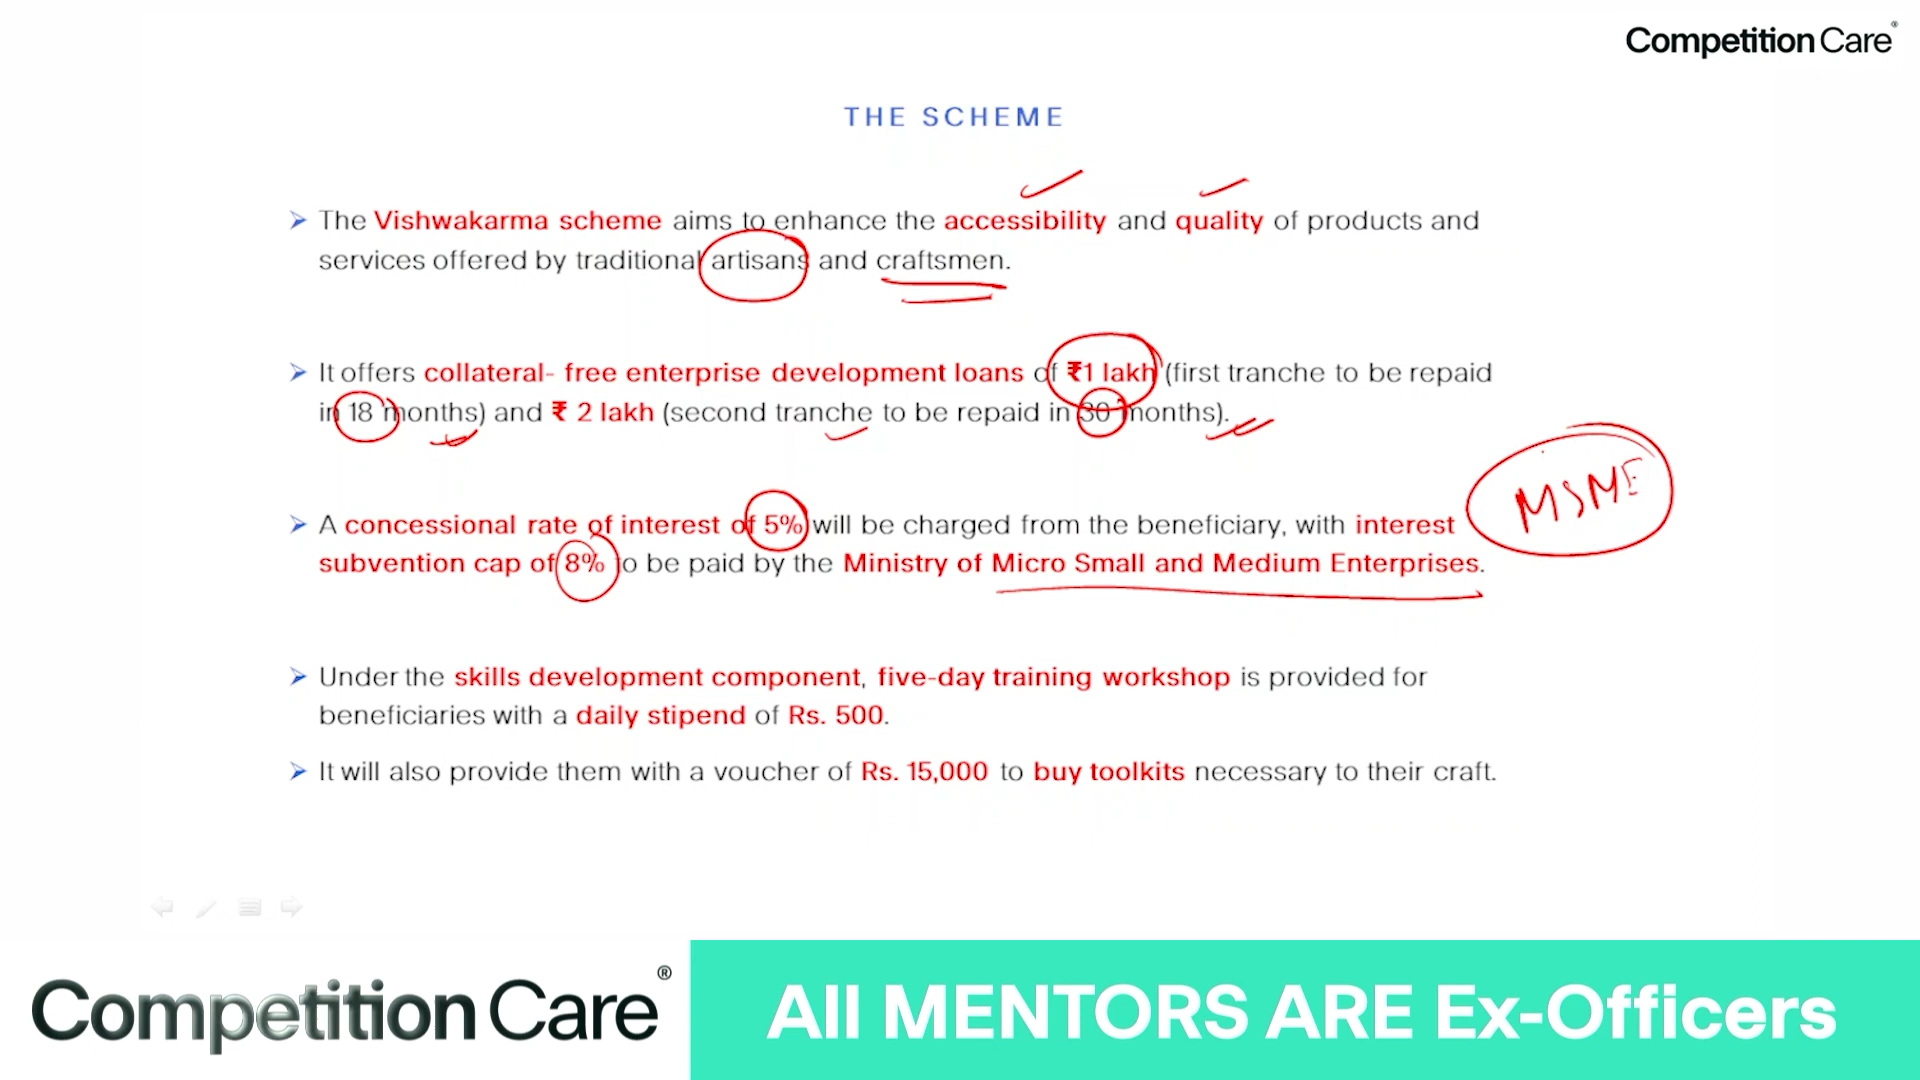 Competition Care®
THE SCHEME
➤ The Vishwakarma scheme aims to enhance the accessibility and quality of products and
services offered by traditional artisans and craftsmen.
➤ It offers collateral- free enterprise development loans of ₹1 lakh (first tranche to be repaid
in 18 months) and ₹ 2 lakh (second tranche to be repaid in 30 months).
MSME
➤ A concessional rate of interest of 5% will be charged from the beneficiary, with interest
subvention cap of 8% to be paid by the Ministry of Micro Small and Medium Enterprises.
➤ Under the skills development component, five-day training workshop is provided for
beneficiaries with a daily stipend of Rs. 500.
➤ It will also provide them with a voucher of Rs. 15,000 to buy toolkits necessary to their craft.
Competition Care®
All MENTORS ARE Ex-Officers